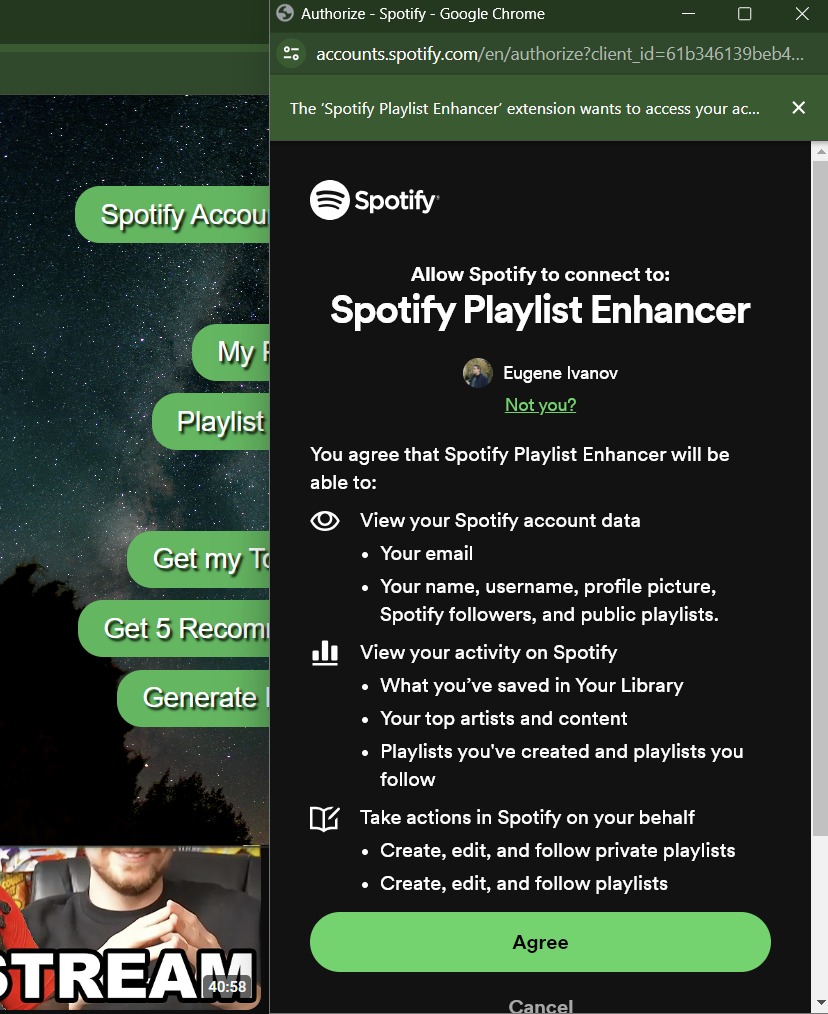 Authorize - Spotify - Google Chrome
accounts.spotify.com/en/authorize?client_id=61b346139beb4...
The ‘Spotify Playlist Enhancer’ extension wants to access your ac...
Spotify
Allow Spotify to connect to:
Spotify Playlist Enhancer
Eugene Ivanov
Not you?
You agree that Spotify Playlist Enhancer will be
able to:
View your Spotify account data
• Your email
• Your name, username, profile picture,
Spotify followers, and public playlists.
View your activity on Spotify
• What you’ve saved in Your Library
• Your top artists and content
• Playlists you've created and playlists you
follow
Take actions in Spotify on your behalf
• Create, edit, and follow private playlists
• Create, edit, and follow playlists
Agree
Cancel
Spotify Accou
My
Playlist
Get my T
Get 5 Recom
Generate
STREAM
40:58